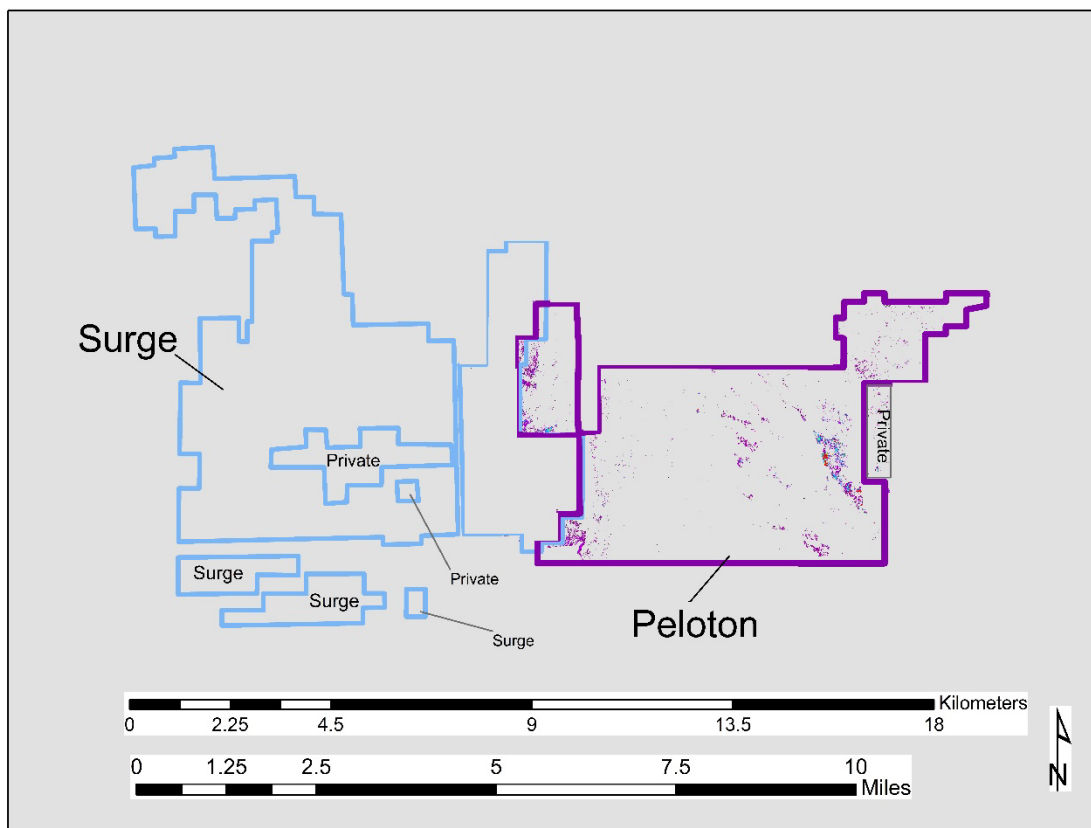 Surge
Private
Private
Private
Surge
Surge
Surge
Peloton
Kilometers
0 2.25 4.5 9 13.5 18
0 1.25 2.5 5 7.5 10
Miles
N